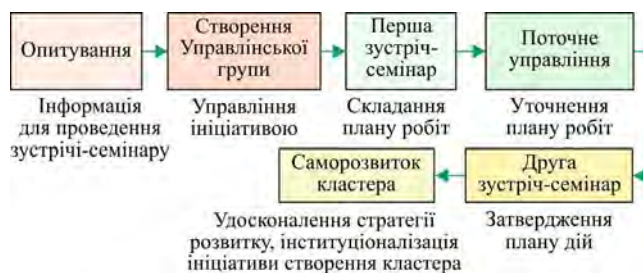 Опитування
Створення
Управлінської
групи
Перша
зустріч-
семінар
Поточне
управління
Інформація
для проведення
зустрічі-семінару
Управління
ініціативою
Складання
плану робіт
Уточнення
плану робіт
Друга
зустріч-семінар
Затвердження
плану дій
Саморозвиток
кластера
Удосконалення стратегії
розвитку, інституціоналізація
ініціативи створення кластера